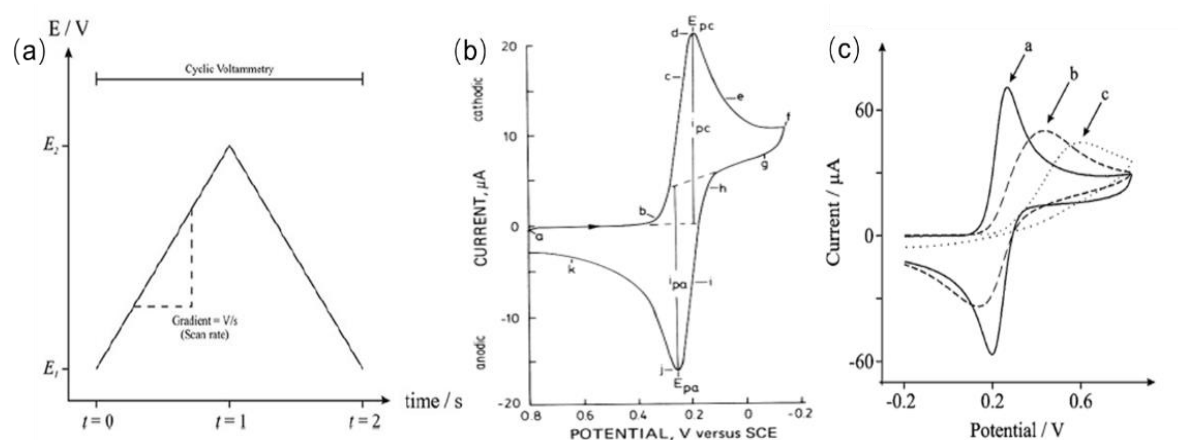 (a)
E / V
Cyclic Voltammetry
E2
Gradient = V/s
(Scan rate)
E1
t = 0
t = 1
t = 2
time / s
(b)
CURRENT, μA
cathodic
anodic
20
10
0
-10
-20
a
b
c
d
Epc
e
f
ipc
g
h
ipa
i
j
Epa
k
0.8
0.6
0.4
0.2
0
-0.2
POTENTIAL, V versus SCE
(c)
Current / μA
60
0
-60
a
b
c
-0.2
0.2
0.6
Potential / V